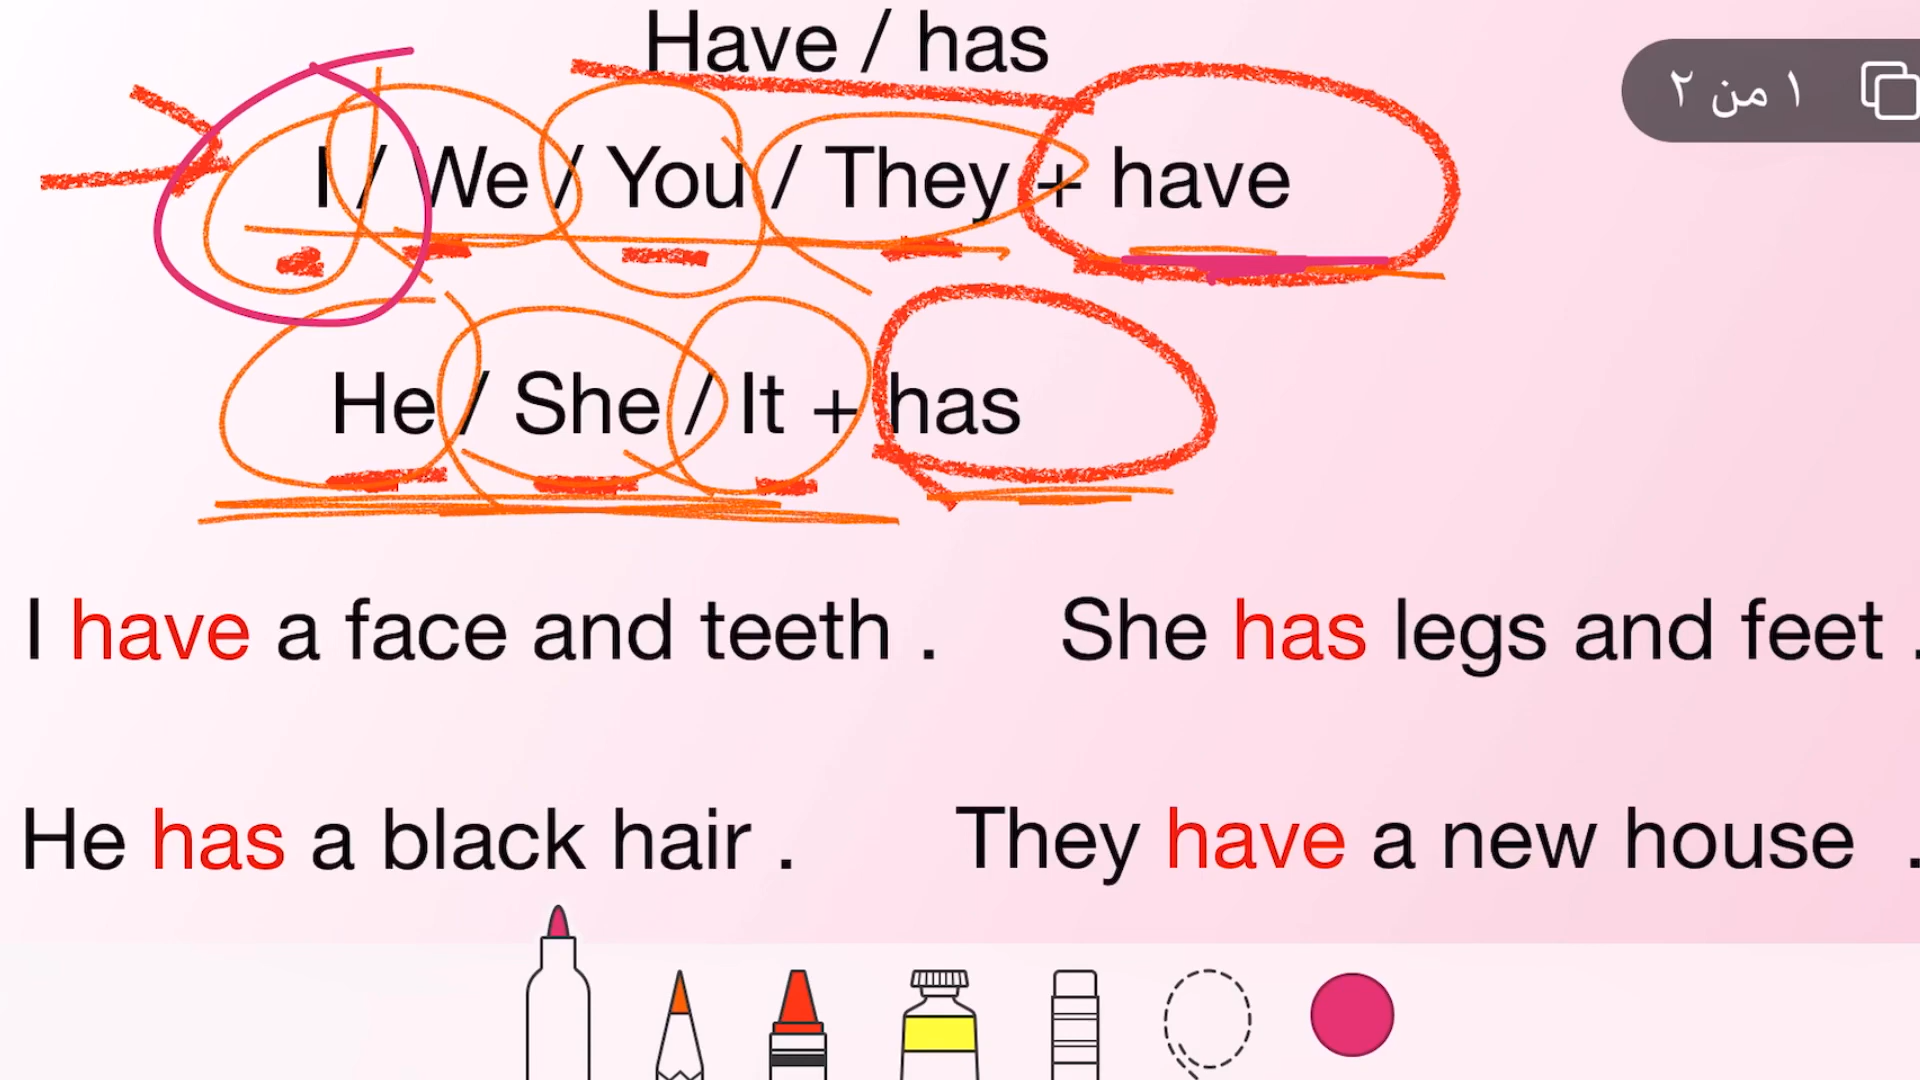 Have / has
١ من ٢
I / We / You / They + have
He / She / It + has
I have a face and teeth .
She has legs and feet .
He has a black hair .
They have a new house .